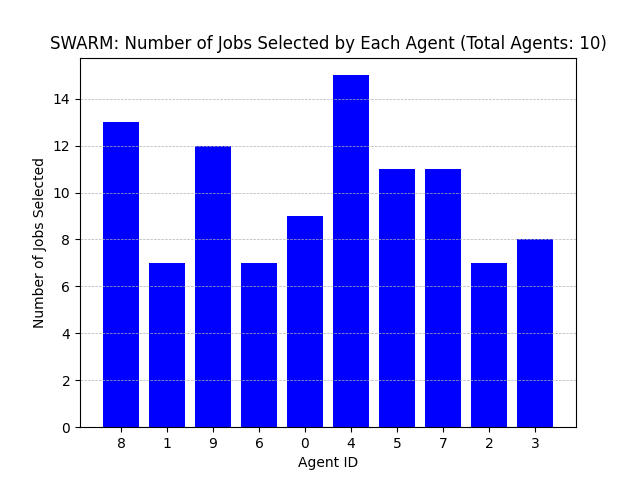 SWARM: Number of Jobs Selected by Each Agent (Total Agents: 10)
14
12
10
8
6
4
2
0
Number of Jobs Selected
8 1 9 6 0 4 5 7 2 3
Agent ID